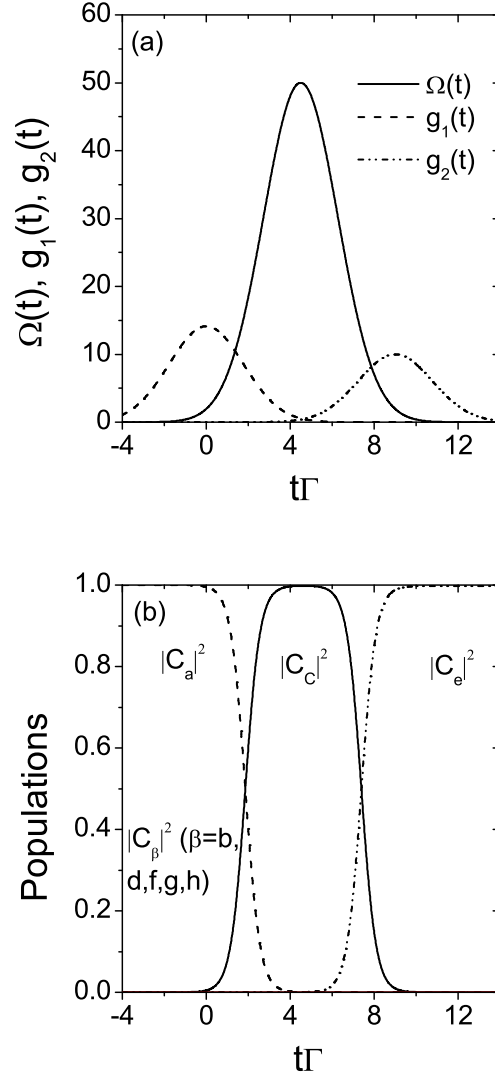 (a)
60
50
40
30
20
10
0
Ω(t), g₁(t), g₂(t)
Ω(t)
g₁(t)
g₂(t)
-4 0 4 8 12
tΓ
(b)
1.0
0.8
0.6
0.4
0.2
0.0
Populations
|Cₐ|² |C_C|² |Cₑ|²
|Cᵦ|² (β=b,
d,f,g,h)
-4 0 4 8 12
tΓ